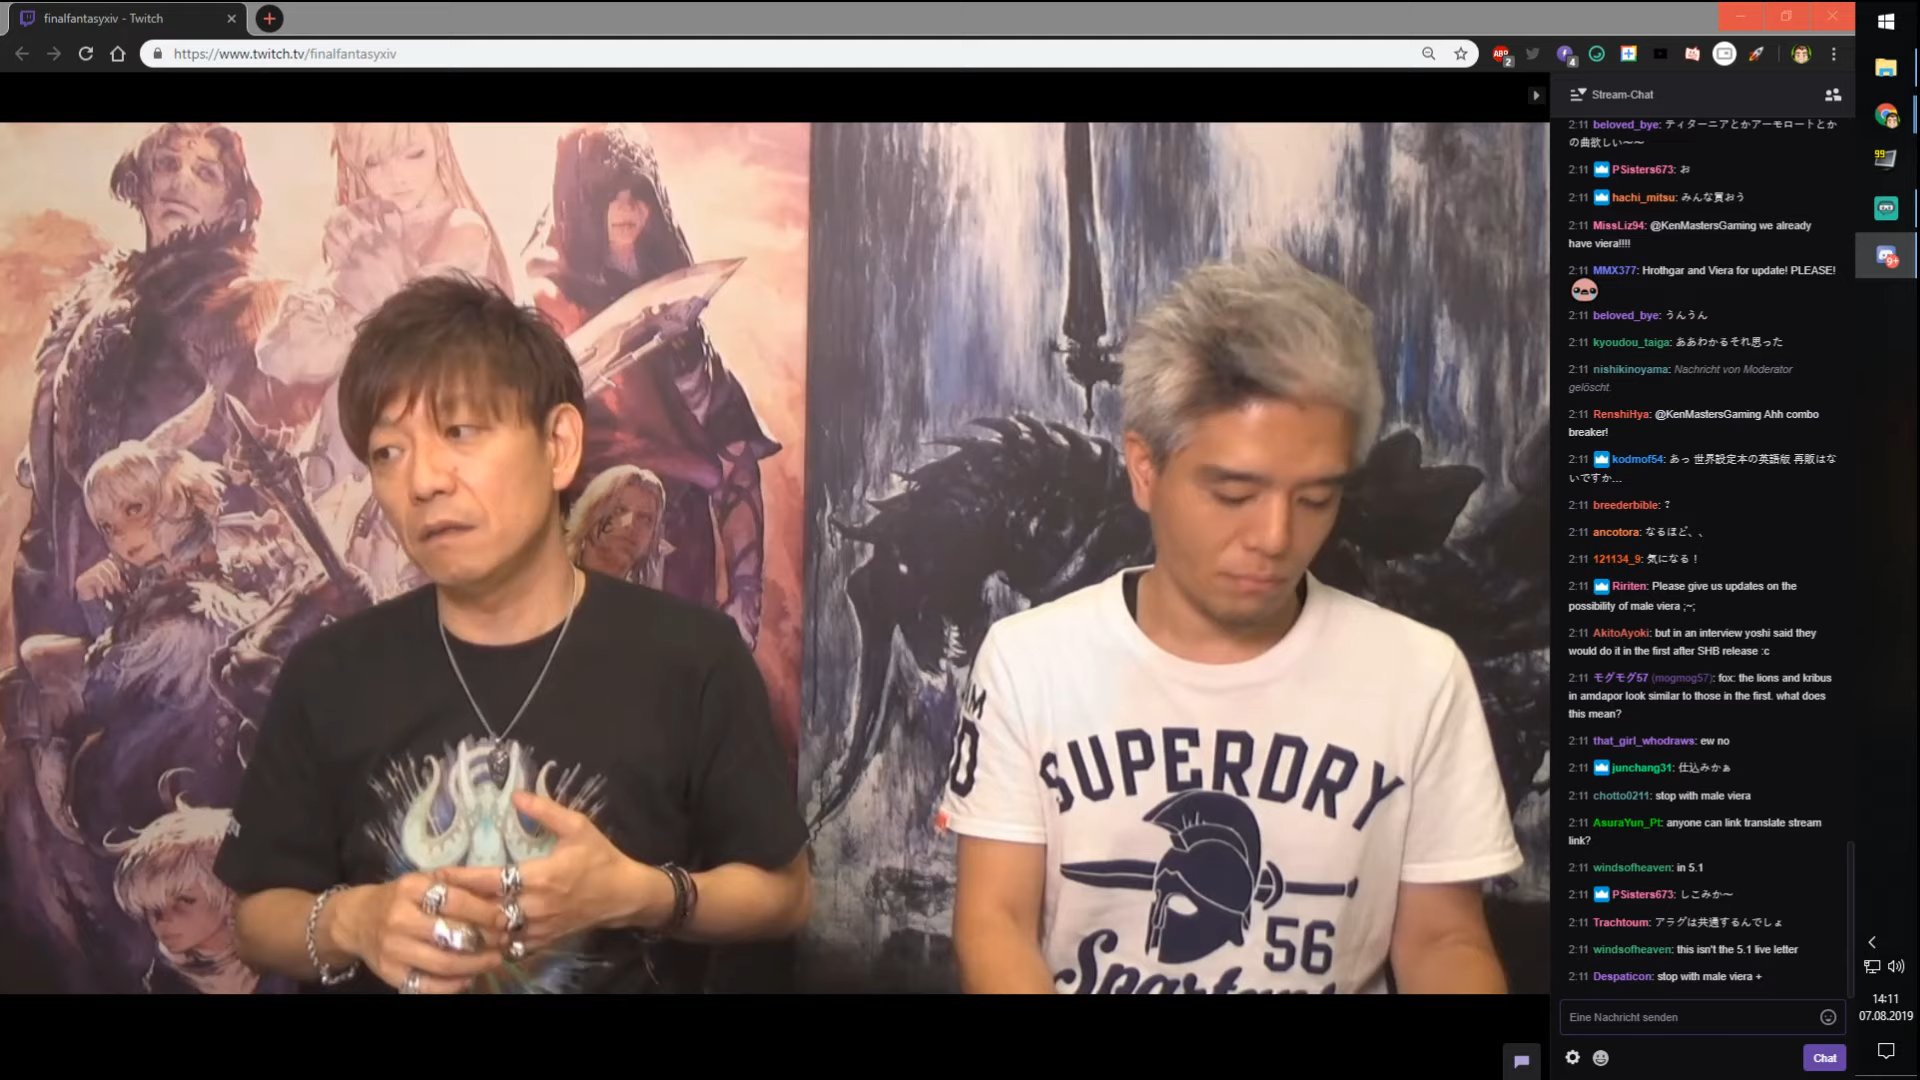 finalfantasyxiv - Twitch
https://www.twitch.tv/finalfantasyxiv
ABP
2
4
Stream-Chat
2:11 beloved_bye: ティターニアとかアーモロートとか
の曲欲しい〜〜
2:11 PSisters673: お
2:11 hachi_mitsu: みんな買おう
2:11 MissLiz94: @KenMastersGaming we already
have viera!!!!
2:11 MMX377: Hrothgar and Viera for update! PLEASE!
2:11 beloved_bye: うんうん
2:11 kyoudou_taiga: ああわかるそれ思った
2:11 nishikinoyama: Nachricht von Moderator
gelöscht.
2:11 RenshiHya: @KenMastersGaming Ahh combo
breaker!
2:11 kodmof54: あっ 世界設定本の英語版 再販はな
いですか...
2:11 breederbible: ?
2:11 ancotora: なるほど、、
2:11 121134_9: 気になる！
2:11 Ririten: Please give us updates on the
possibility of male viera ;~;
2:11 AkitoAyoki: but in an interview yoshi said they
would do it in the first after SHB release :c
2:11 モグモグ57 (mogmog57): fox: the lions and kribus
in amdapor look similar to those in the first. what does
this mean?
2:11 that_girl_whodraws: ew no
2:11 junchang31: 仕込みかぁ
2:11 chotto0211: stop with male viera
2:11 AsuraYun_Pt: anyone can link translate stream
link?
2:11 windsofheaven: in 5.1
2:11 PSisters673: しこみか〜
2:11 Trachtoum: アラグは共通するんでしょ
2:11 windsofheaven: this isn't the 5.1 live letter
2:11 Despaticon: stop with male viera +
Eine Nachricht senden
Chat
SUPERDRY
56
Spartans
99
9+
14:11
07.08.2019